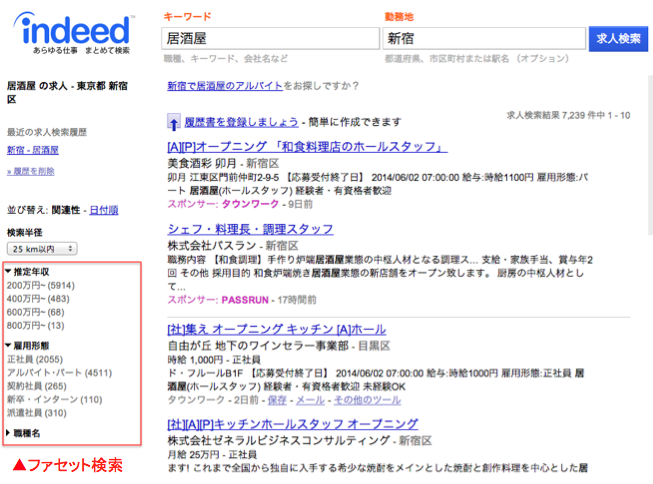 indeed
あらゆる仕事 まとめて検索
キーワード
勤務地
居酒屋
新宿
求人検索
職種、キーワード、会社名など
都道府県、市区町村または駅名（オプション）
居酒屋 の求人 - 東京都 新宿
区
最近の求人検索履歴
新宿 - 居酒屋
» 履歴を削除
並び替え: 関連性 - 日付順
検索半径
25 km以内
▼推定年収
200万円~ (5914)
400万円~ (483)
600万円~ (68)
800万円~ (13)
▼雇用形態
正社員 (2055)
アルバイト･パート (4511)
契約社員 (265)
新卒・インターン (110)
派遣社員 (310)
▶職種名
▲ファセット検索
新宿で居酒屋のアルバイトをお探しですか？
履歴書を登録しましょう - 簡単に作成できます
求人検索結果 7,239 件中 1 - 10
[A][P]オープニング 「和食料理店のホールスタッフ」
美食酒彩 卯月 - 新宿区
卯月 江東区門前仲町2-9-5 【応募受付終了日】 2014/06/02 07:00:00 給与:時給1100円 雇用形態:パ
ート 居酒屋(ホールスタッフ) 経験者・有資格者歓迎
スポンサー: タウンワーク - 9日前
シェフ・料理長・調理スタッフ
株式会社パスラン - 新宿区
職務内容 【和食調理】手作り炉端居酒屋業態の中枢人材となる調理ス... 支給・家族手当、賞与年2
回 その他 採用目的 和食炉端焼き居酒屋業態の新店舗をオープン致します。 厨房の中枢人材とし
て...
スポンサー: PASSRUN - 17時間前
[社]集え オープニング キッチン [A]ホール
自由が丘 地下のワインセラー事業部 - 目黒区
時給 1,000円 - 正社員
ド・フルールB1F 【応募受付終了日】 2014/06/02 07:00:00 給与:時給1000円 雇用形態:正社員 居
酒屋(ホールスタッフ) 経験者・有資格者歓迎 未経験OK
タウンワーク - 2日前 - 保存 - メール - その他のツール
[社][A][P]キッチンホールスタッフ オープニング
株式会社ゼネラルビジネスコンサルティング - 新宿区
月給 25万円 - 正社員
ます! これまで全国から独自に入手する希少な焼酎をメインとした焼酎と創作料理を中心とした居